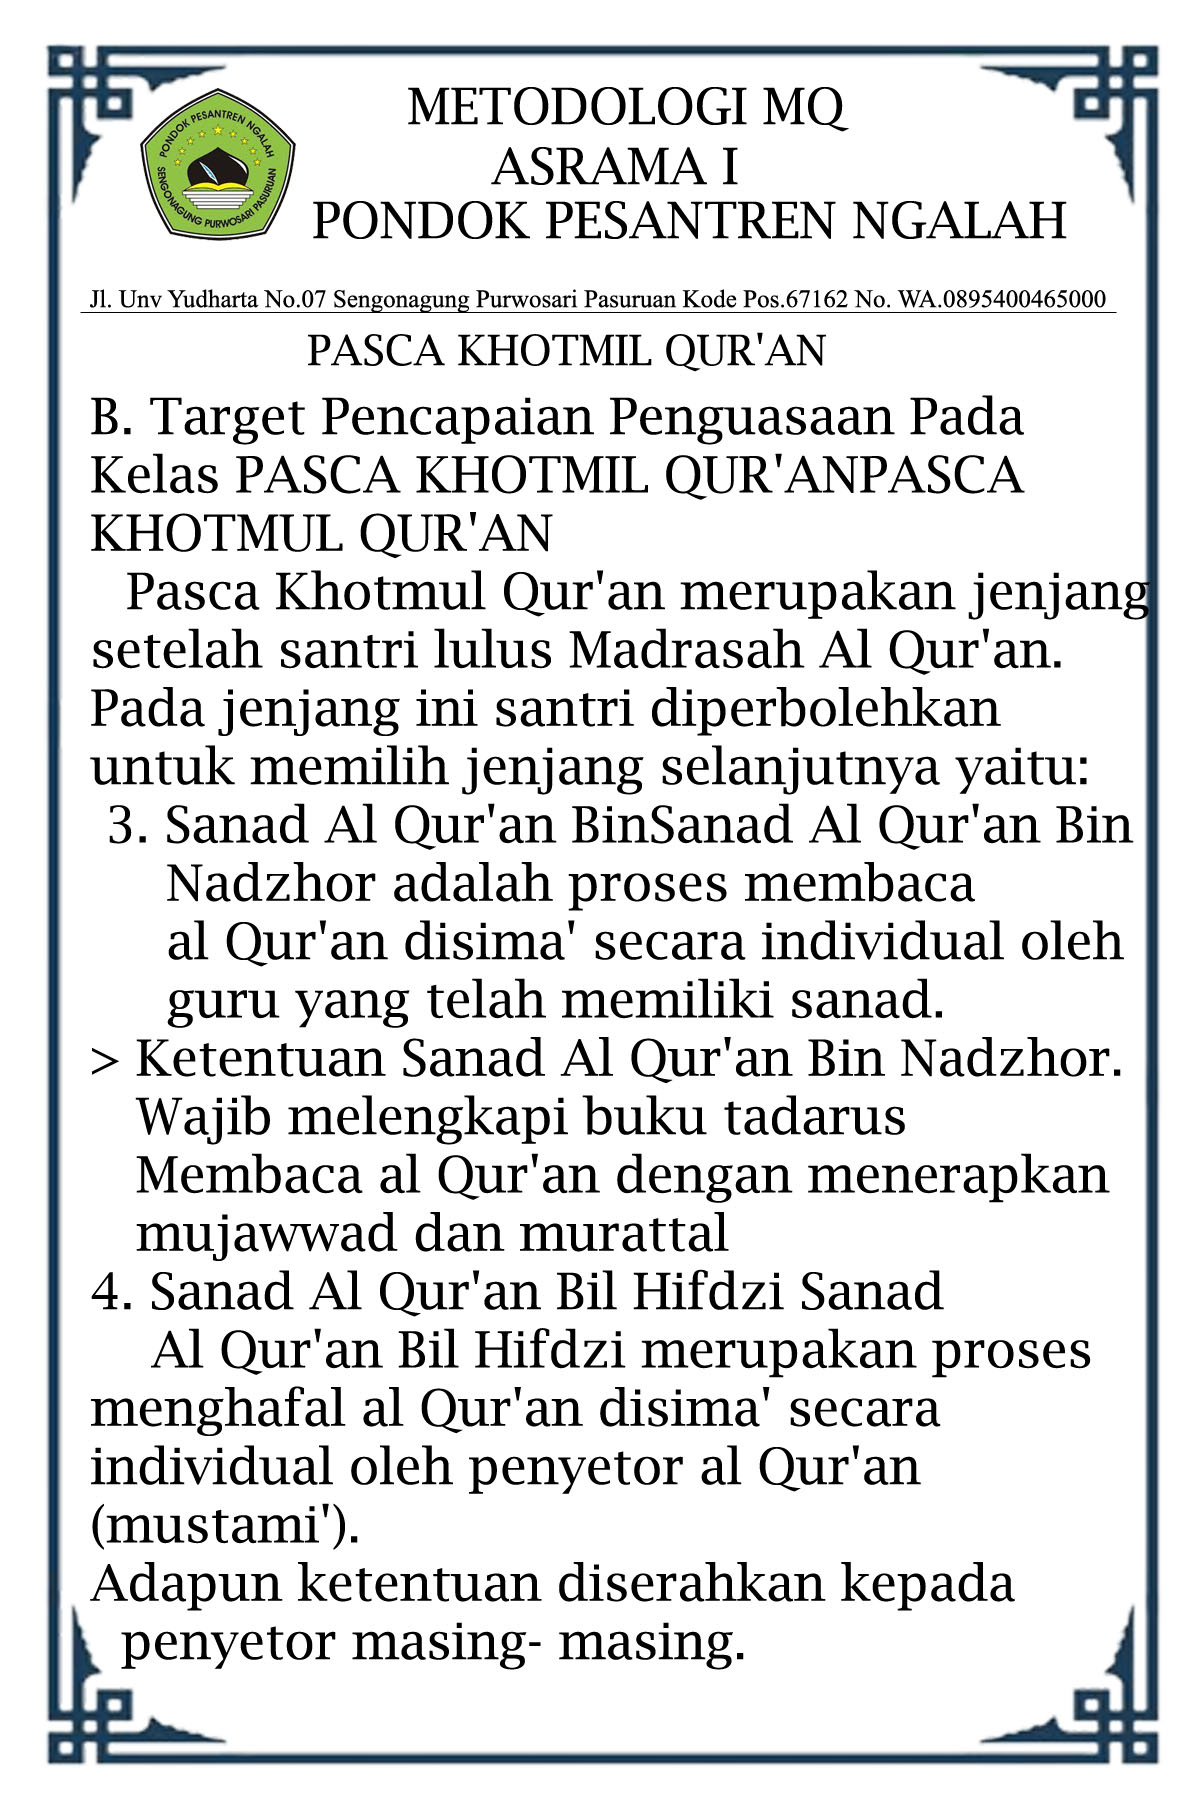 METODOLOGI MQ
ASRAMA I
PONDOK PESANTREN NGALAH
PONDOK PESANTREN NGALAH
SENGONAGUNG PURWOSARI PASURUAN
Jl. Unv Yudharta No.07 Sengonagung Purwosari Pasuruan Kode Pos.67162 No. WA.0895400465000
PASCA KHOTMIL QUR'AN
B. Target Pencapaian Penguasaan Pada
Kelas PASCA KHOTMIL QUR'ANPASCA
KHOTMUL QUR'AN
Pasca Khotmul Qur'an merupakan jenjang
setelah santri lulus Madrasah Al Qur'an.
Pada jenjang ini santri diperbolehkan
untuk memilih jenjang selanjutnya yaitu:
3. Sanad Al Qur'an BinSanad Al Qur'an Bin
Nadzhor adalah proses membaca
al Qur'an disima' secara individual oleh
guru yang telah memiliki sanad.
> Ketentuan Sanad Al Qur'an Bin Nadzhor.
Wajib melengkapi buku tadarus
Membaca al Qur'an dengan menerapkan
mujawwad dan murattal
4. Sanad Al Qur'an Bil Hifdzi Sanad
Al Qur'an Bil Hifdzi merupakan proses
menghafal al Qur'an disima' secara
individual oleh penyetor al Qur'an
(mustami').
Adapun ketentuan diserahkan kepada
penyetor masing- masing.